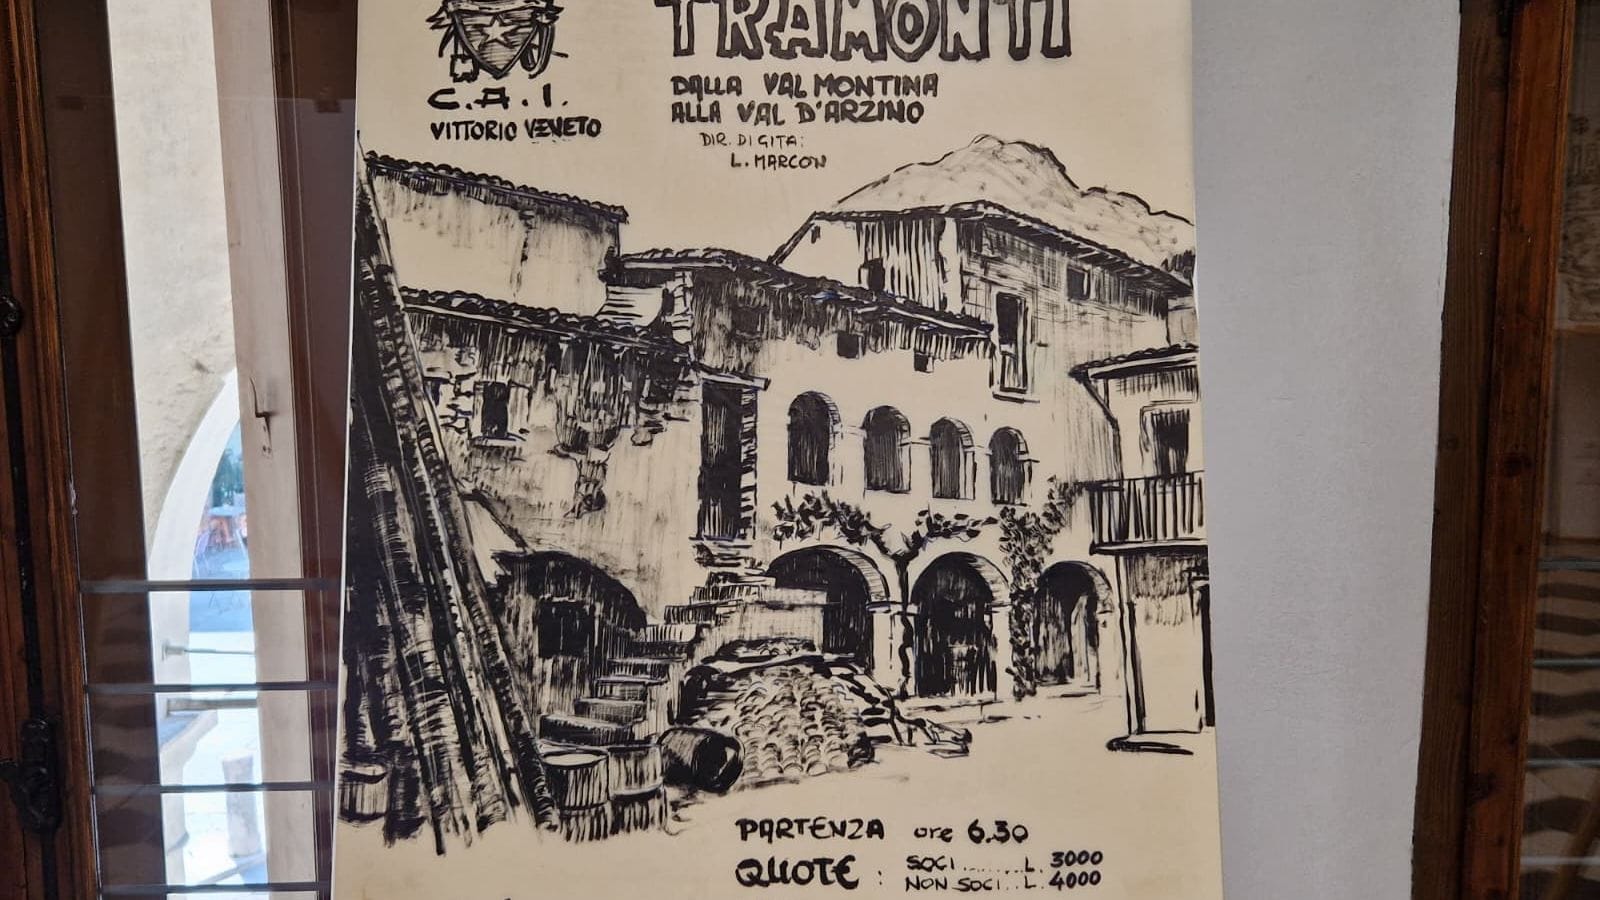 TRAMONTI
C.A.I.
VITTORIO VENETO
DALLA VAL MONTINA
ALLA VAL D'ARZINO
DIR. DI GITA:
L. MARCON
PARTENZA ore 6.30
QUOTE : SOCI.........L. 3000
NON SOCI..L. 4000